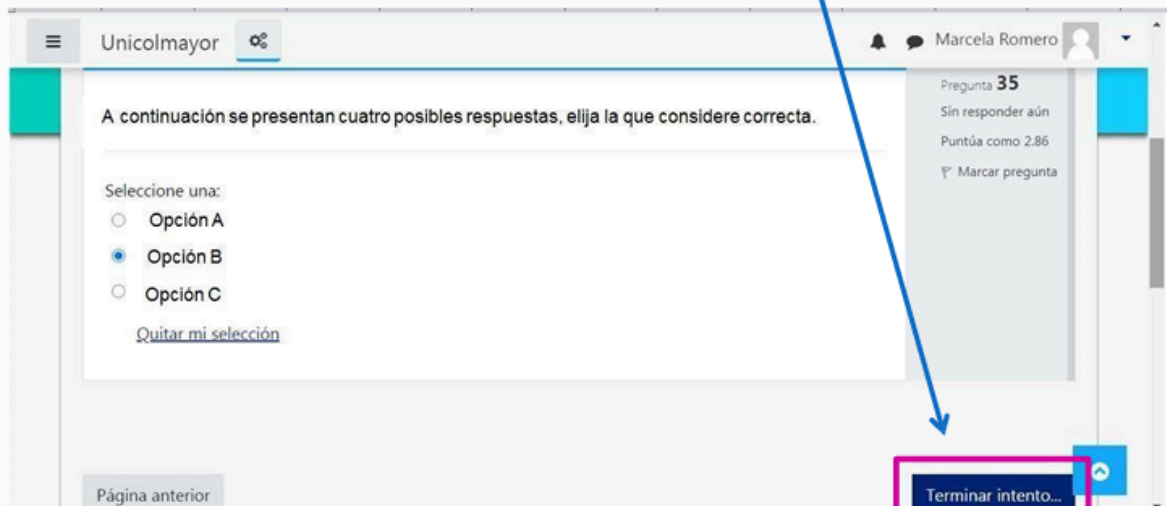 Unicolmayor
Marcela Romero
Pregunta 35
Sin responder aún
Puntúa como 2.86
Marcar pregunta
A continuación se presentan cuatro posibles respuestas, elija la que considere correcta.
Seleccione una:
Opción A
Opción B
Opción C
Quitar mi selección
Página anterior
Terminar intento...